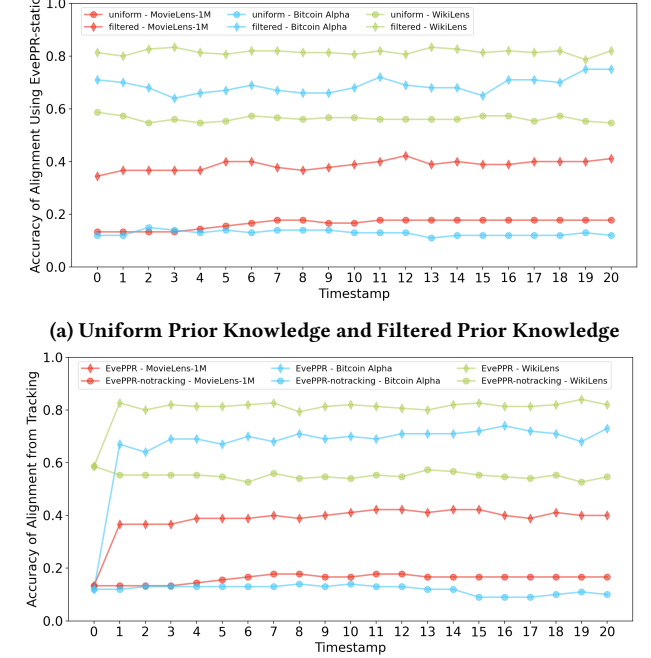 uniform - MovieLens-1M
uniform - Bitcoin Alpha
uniform - WikiLens
filtered - MovieLens-1M
filtered - Bitcoin Alpha
filtered - WikiLens
Accuracy of Alignment Using
1.0
0.8
0.6
0.4
0.2
0.0
0 1 2 3 4 5 6 7 8 9 10 11 12 13 14 15 16 17 18 19 20
Timestamp
(a) Uniform Prior Knowledge and Filtered Prior Knowledge
EvePPR - MovieLens-1M
EvePPR - Bitcoin Alpha
EvePPR - WikiLens
EvePPR-notracking - MovieLens-1M
EvePPR-notracking - Bitcoin Alpha
EvePPR-notracking - WikiLens
Accuracy of Alignment from Tracking
1.0
0.8
0.6
0.4
0.2
0.0
0 1 2 3 4 5 6 7 8 9 10 11 12 13 14 15 16 17 18 19 20
Timestamp